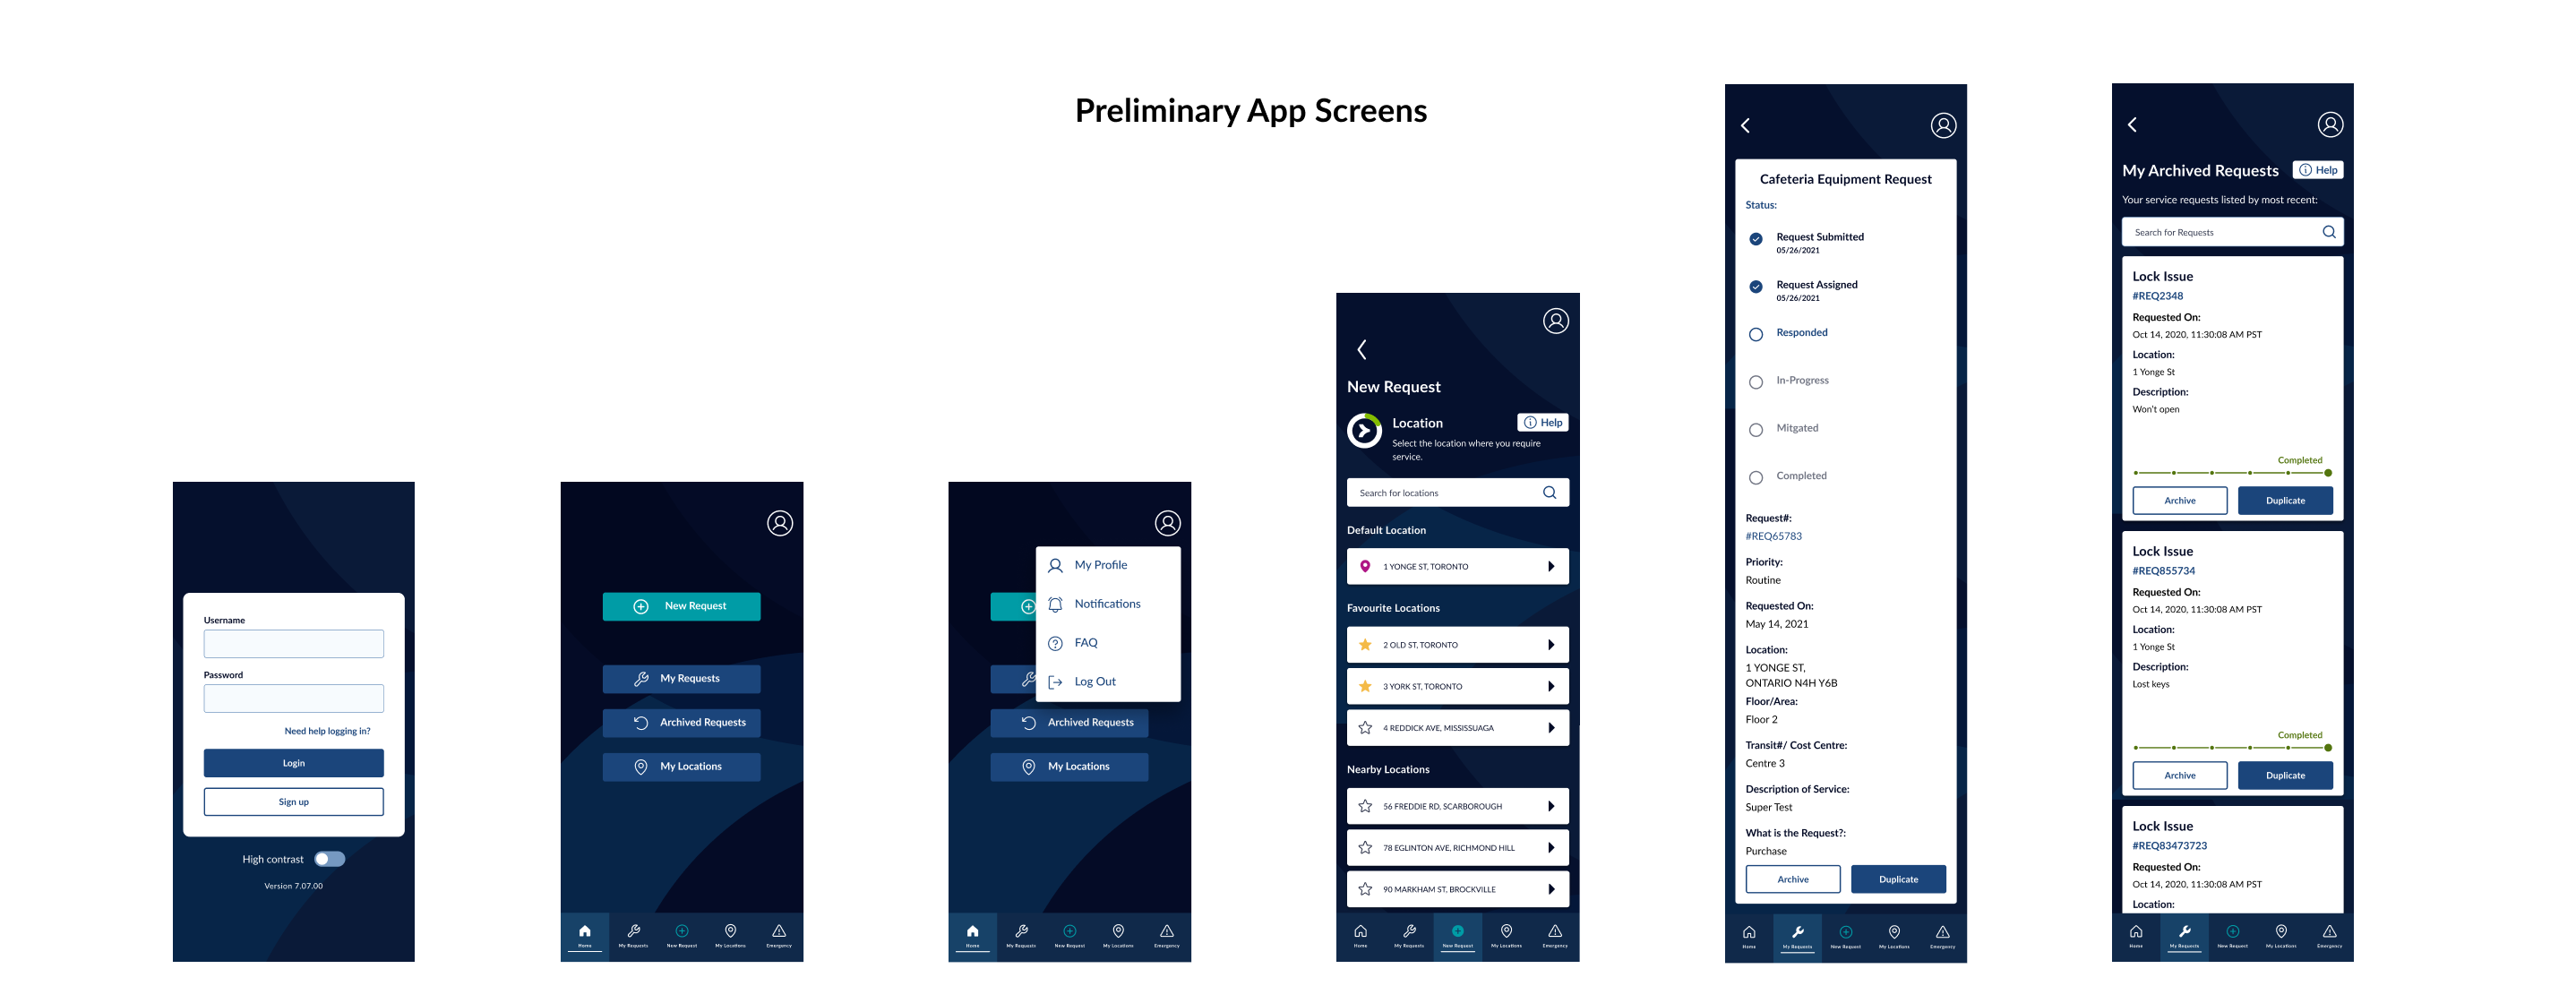 Preliminary App Screens
Username
Password
Need help logging in?
Login
Sign up
High contrast
Version 7.07.00
New Request
My Requests
Archived Requests
My Locations
Home
My Requests
New Request
My Locations
Emergency
My Profile
Notifications
FAQ
Log Out
Archived Requests
My Locations
Home
My Requests
New Request
My Locations
Emergency
New Request
Location
Help
Select the location where you require
service.
Search for locations
Default Location
1 YONGE ST, TORONTO
Favourite Locations
2 OLD ST, TORONTO
3 YORK ST, TORONTO
4 REDDICK AVE, MISSISSUAGA
Nearby Locations
56 FREDDIE RD, SCARBOROUGH
78 EGLINTON AVE, RICHMOND HILL
90 MARKHAM ST, BROCKVILLE
Home
My Requests
New Request
My Locations
Emergency
Cafeteria Equipment Request
Status:
Request Submitted
05/26/2021
Request Assigned
05/26/2021
Responded
In-Progress
Mitgated
Completed
Request#:
#REQ65783
Priority:
Routine
Requested On:
May 14, 2021
Location:
1 YONGE ST,
ONTARIO N4H Y6B
Floor/Area:
Floor 2
Transit#/ Cost Centre:
Centre 3
Description of Service:
Super Test
What is the Request?:
Purchase
Archive
Duplicate
Home
My Requests
New Request
My Locations
Emergency
My Archived Requests
Help
Your service requests listed by most recent:
Search for Requests
Lock Issue
#REQ2348
Requested On:
Oct 14, 2020, 11:30:08 AM PST
Location:
1 Yonge St
Description:
Won't open
Completed
Archive
Duplicate
Lock Issue
#REQ855734
Requested On:
Oct 14, 2020, 11:30:08 AM PST
Location:
1 Yonge St
Description:
Lost keys
Completed
Archive
Duplicate
Lock Issue
#REQ83473723
Requested On:
Oct 14, 2020, 11:30:08 AM PST
Location:
Home
My Requests
New Request
My Locations
Emergency